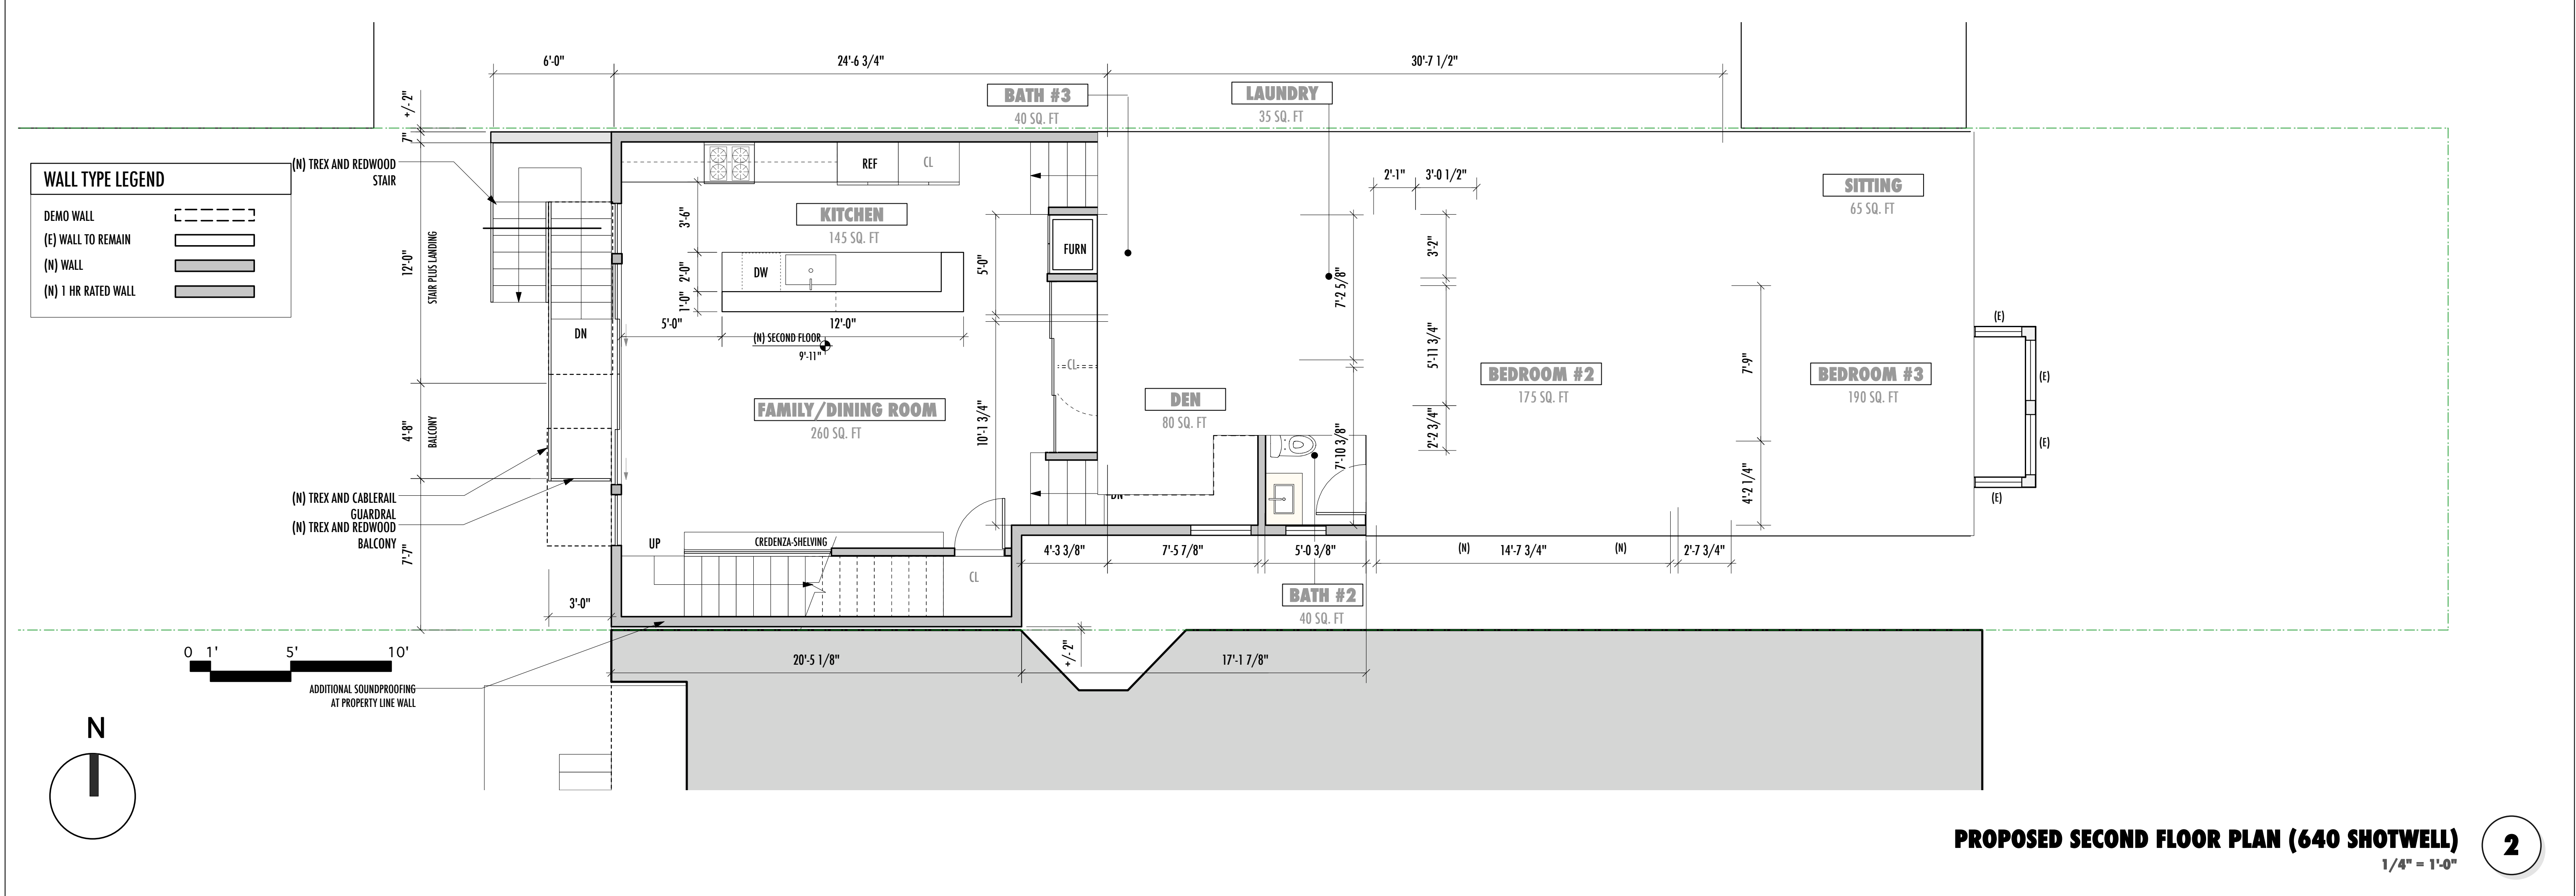 6'-0"
24'-6 3/4"
30'-7 1/2"
+/- 2"
7"
BATH #3
40 SQ. FT
LAUNDRY
35 SQ. FT
(N) TREX AND REDWOOD
STAIR
WALL TYPE LEGEND
DEMO WALL
(E) WALL TO REMAIN
(N) WALL
(N) 1 HR RATED WALL
12'-0"
STAIR PLUS LANDING
4'-8"
BALCONY
7'-7"
DN
REF
CL
KITCHEN
145 SQ. FT
3'-6"
2'-0"
1'-0"
DW
5'-0"
12'-0"
(N) SECOND FLOOR
9'-11"
5'-0"
10'-1 3/4"
FURN
CL
FAMILY/DINING ROOM
260 SQ. FT
DEN
80 SQ. FT
DN
2'-1"
3'-0 1/2"
7'-2 5/8"
7'-10 3/8"
3'-2"
5'-11 3/4"
2'-2 3/4"
SITTING
65 SQ. FT
BEDROOM #2
175 SQ. FT
7'-9"
4'-2 1/4"
BEDROOM #3
190 SQ. FT
(E)
(E)
(E)
(E)
(N) TREX AND CABLERAIL
GUARDRAL
(N) TREX AND REDWOOD
BALCONY
UP
CREDENZA-SHELVING
CL
3'-0"
4'-3 3/8"
7'-5 7/8"
5'-0 3/8"
(N)
14'-7 3/4"
(N)
2'-7 3/4"
BATH #2
40 SQ. FT
+/- 2"
20'-5 1/8"
17'-1 7/8"
0 1' 5' 10'
ADDITIONAL SOUNDPROOFING
AT PROPERTY LINE WALL
N
PROPOSED SECOND FLOOR PLAN (640 SHOTWELL)
1/4" = 1'-0"
2